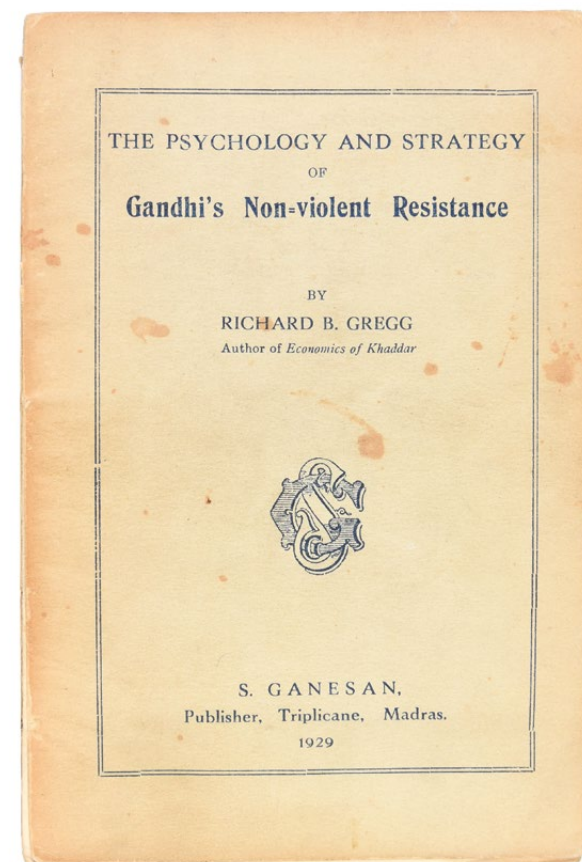 THE PSYCHOLOGY AND STRATEGY
OF
Gandhi's Non=violent Resistance
BY
RICHARD B. GREGG
Author of Economics of Khaddar
S. GANESAN,
Publisher, Triplicane, Madras.
1929